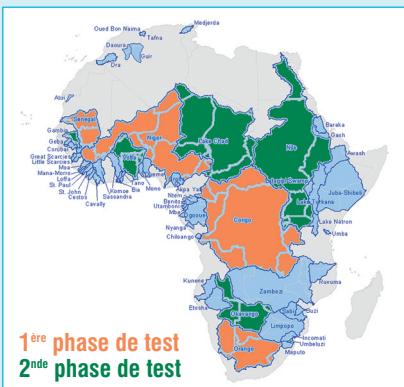 Medjerda
Oued Bon Naima
Tafna
Daoura
Guir
Dra
Atui
Senegal
Niger
Lake Chad
Nile
Baraka
Gash
Awash
Gambia
Geba
Corubal
Great Scarcies
Little Scarcies
Moa
Mana-Morro
Loffa
St. Paul
St. John
Cestos
Cavally
Sassandra
Komoe
Bia
Tano
Volta
Mono
Akpa Yafi
Ntem
Benito
Utamboni
Mbe
Ogooue
Nyanga
Chiloango
Congo
Juba-Shibeli
Lake Turkana
Lake Natron
Umba
Ruvuma
Zambezi
Kunene
Etosha
Okavango
Sabi
Buzi
Limpopo
Incomati
Umbeluzi
Maputo
Orange
1ère phase de test
2nde phase de test